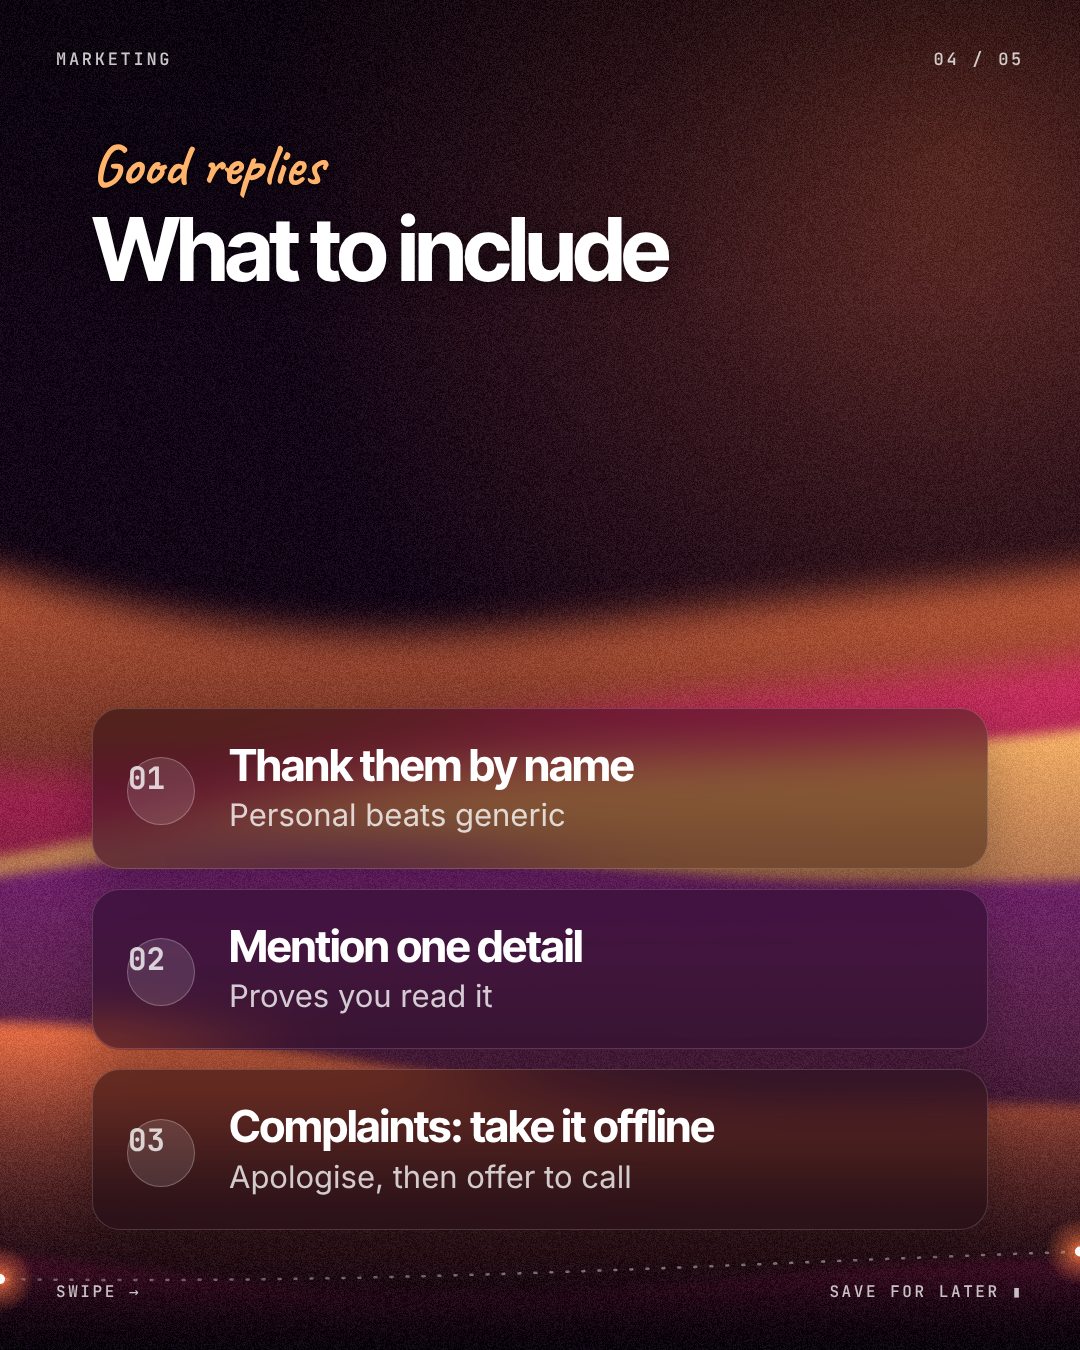 MARKETING
04 / 05
Good replies
What to include
01
Thank them by name
Personal beats generic
02
Mention one detail
Proves you read it
03
Complaints: take it offline
Apologise, then offer to call
SWIPE →
SAVE FOR LATER ▮